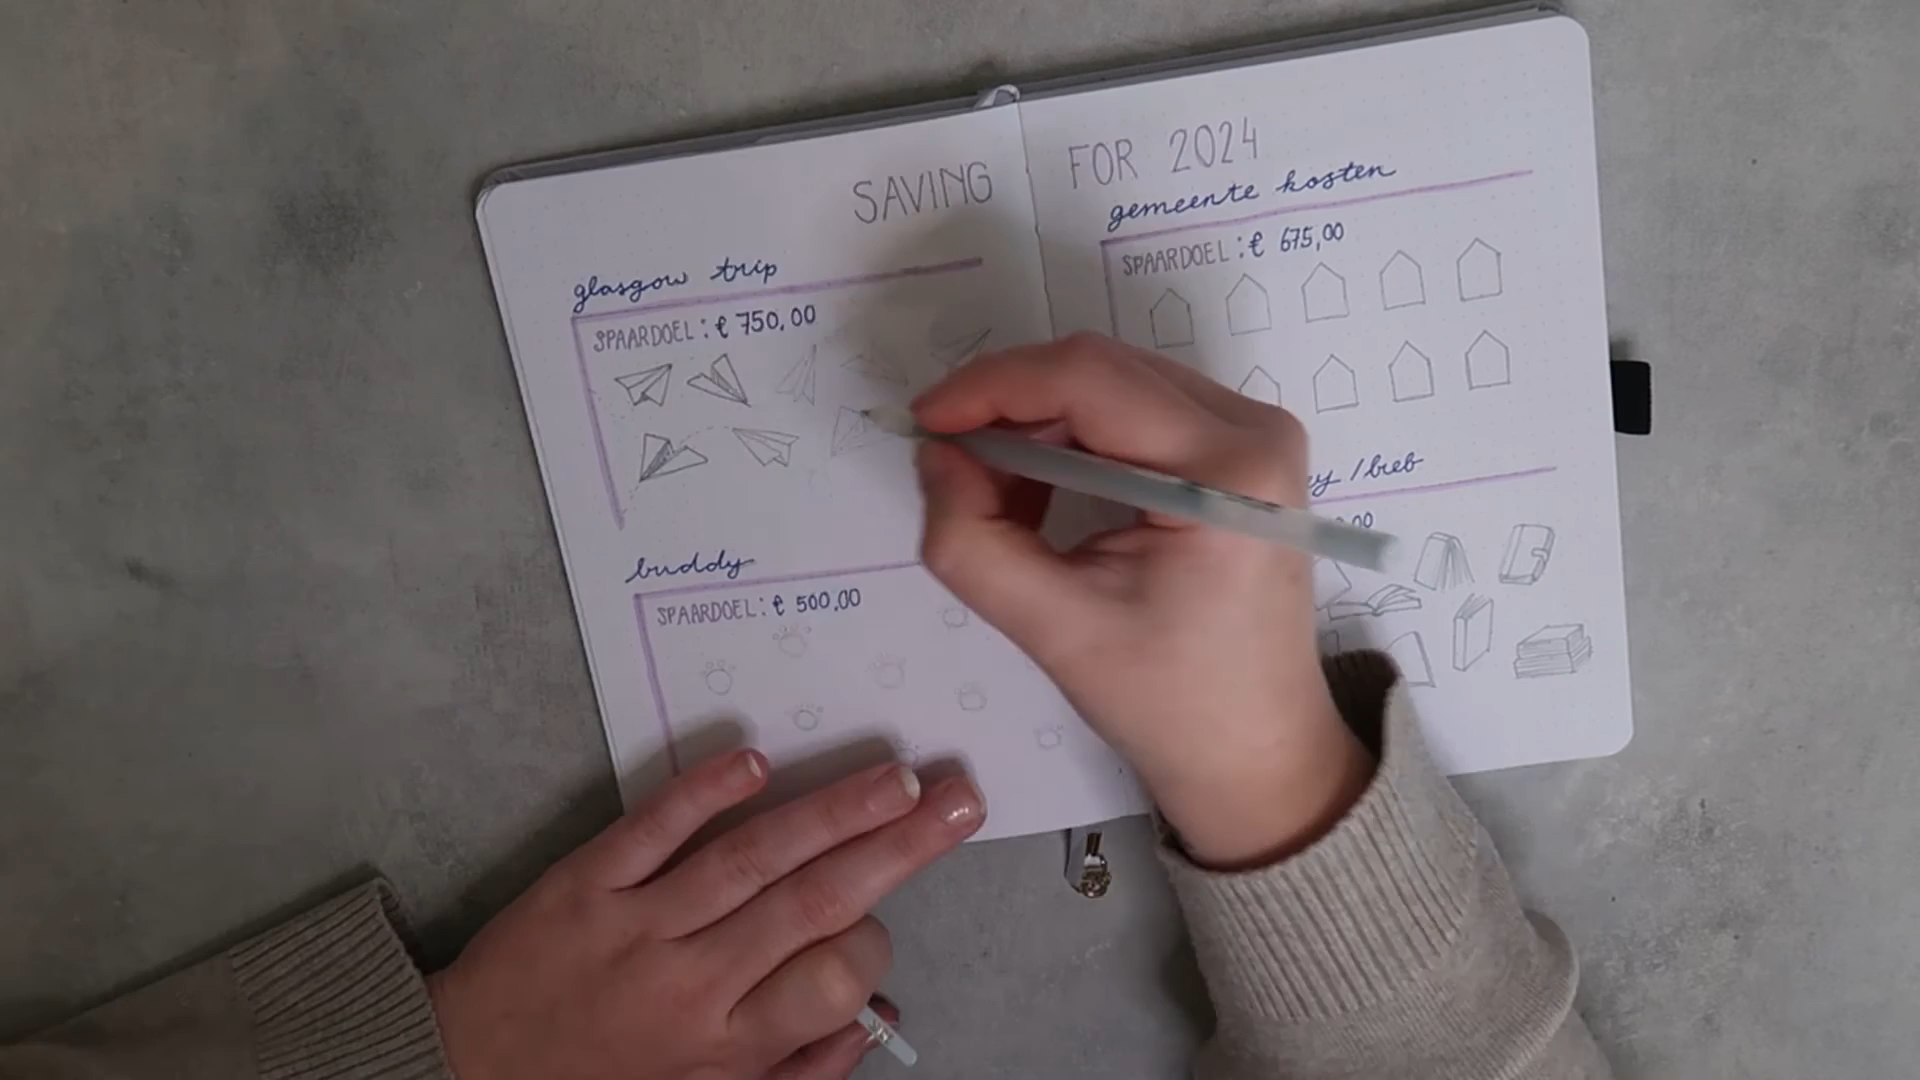 SAVING FOR 2024
glasgow trip
SPAARDOEL : € 750,00
buddy
SPAARDOEL : € 500,00
gemeente kosten
SPAARDOEL : € 675,00
/bieb